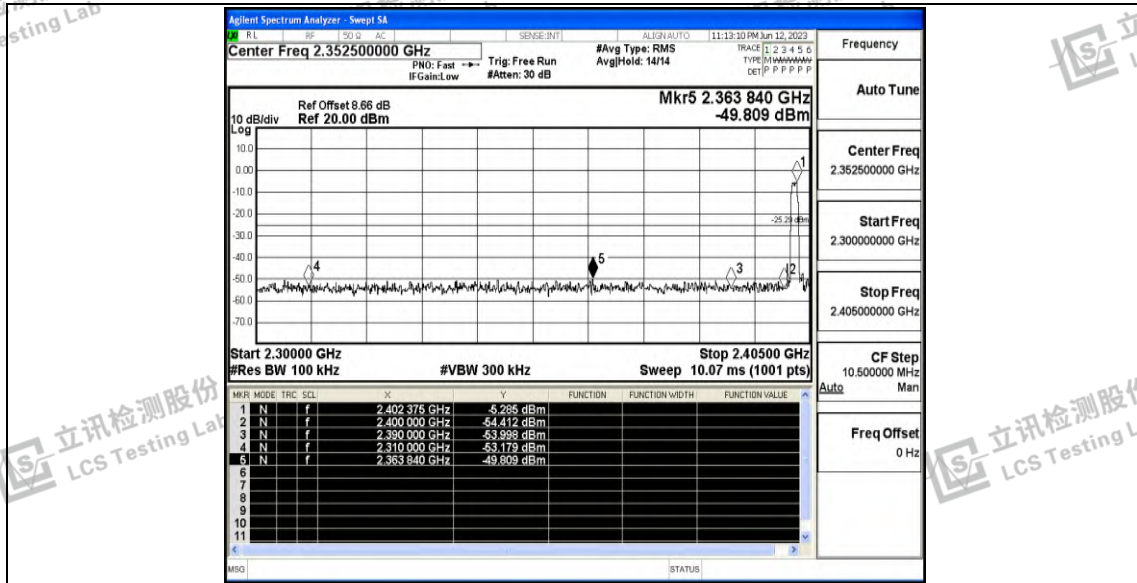 sting Lab
Agilent Spectrum Analyzer - Swept SA
RL RF 50 Ω AC SENSE:INT ALIGN AUTO 11:13:10 PM Jun 12, 2023
Center Freq 2.352500000 GHz #Avg Type: RMS TRACE 1 2 3 4 5 6
PNO: Fast Trig: Free Run Avg|Hold: 14/14 TYPE M
IFGain:Low #Atten: 30 dB DET P P P P P P
Frequency
Auto Tune
Mkr5 2.363 840 GHz
-49.809 dBm
Ref Offset 8.66 dB
10 dB/div Ref 20.00 dBm
Log
10.0
0.00
-10.0
-20.0
-30.0
-40.0
-50.0
-60.0
-70.0
1
-25.29 dBm
4
5
3
2
Start 2.30000 GHz Stop 2.40500 GHz
#Res BW 100 kHz #VBW 300 kHz Sweep 10.07 ms (1001 pts)
Center Freq
2.352500000 GHz
Start Freq
2.300000000 GHz
Stop Freq
2.405000000 GHz
CF Step
10.500000 MHz
Auto Man
Freq Offset
0 Hz
MKR MODE TRC SCL X Y FUNCTION FUNCTION WIDTH FUNCTION VALUE
1 N f 2.402 375 GHz -5.285 dBm
2 N f 2.400 000 GHz -54.412 dBm
3 N f 2.390 000 GHz -53.998 dBm
4 N f 2.310 000 GHz -53.179 dBm
5 N f 2.363 840 GHz -49.809 dBm
6
7
8
9
10
11
MSG STATUS
立讯检测股份
LCS Testing Lab
立讯检测股份
LCS Testing L